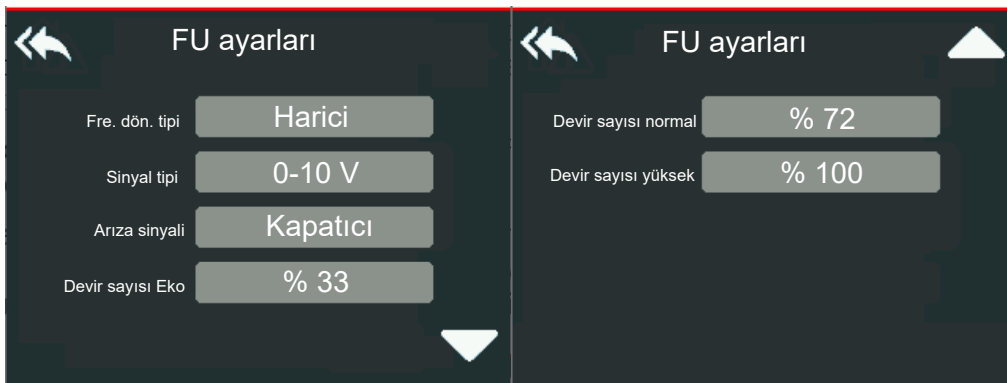 FU ayarları
Fre. dön. tipi Harici
Sinyal tipi 0-10 V
Arıza sinyali Kapatıcı
Devir sayısı Eko % 33
FU ayarları
Devir sayısı normal % 72
Devir sayısı yüksek % 100